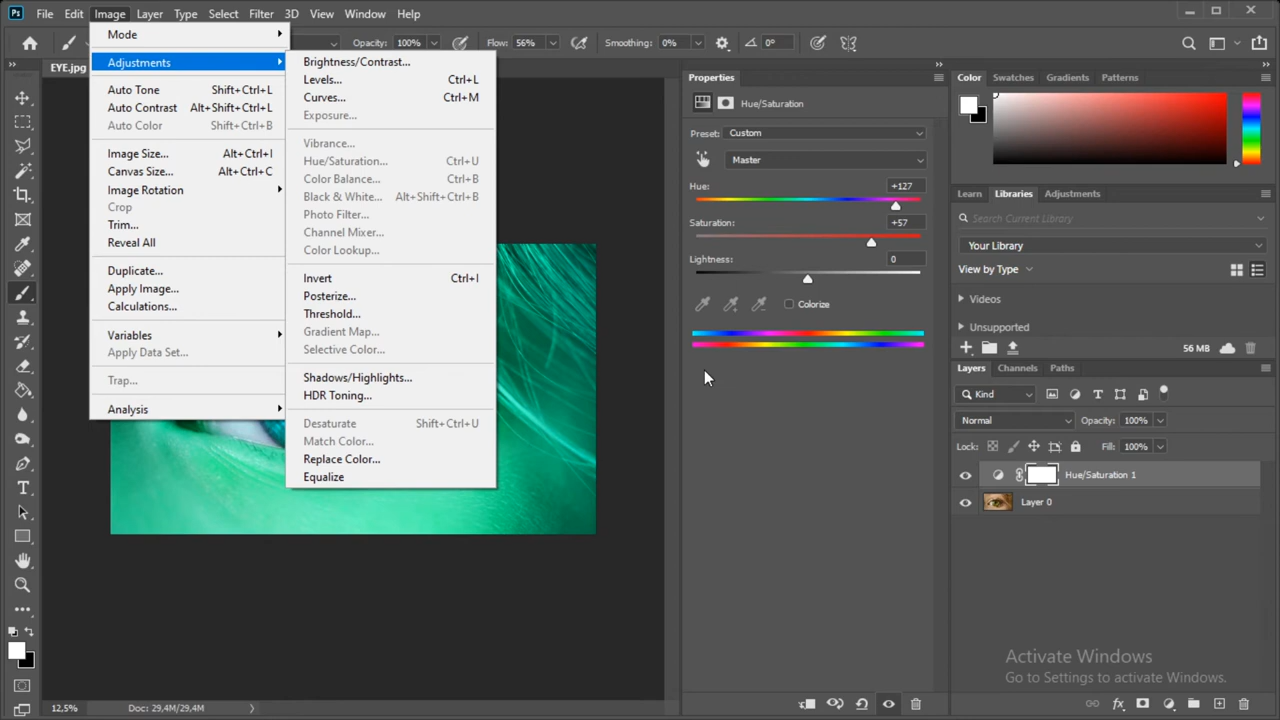 Ps File Edit Image Layer Type Select Filter 3D View Window Help
Opacity: 100% Flow: 56% Smoothing: 0% 0°
EYE.jpg
Mode
Adjustments
Auto Tone Shift+Ctrl+L
Auto Contrast Alt+Shift+Ctrl+L
Auto Color Shift+Ctrl+B
Image Size... Alt+Ctrl+I
Canvas Size... Alt+Ctrl+C
Image Rotation
Crop
Trim...
Reveal All
Duplicate...
Apply Image...
Calculations...
Variables
Apply Data Set...
Trap...
Analysis
Brightness/Contrast...
Levels... Ctrl+L
Curves... Ctrl+M
Exposure...
Vibrance...
Hue/Saturation... Ctrl+U
Color Balance... Ctrl+B
Black & White... Alt+Shift+Ctrl+B
Photo Filter...
Channel Mixer...
Color Lookup...
Invert Ctrl+I
Posterize...
Threshold...
Gradient Map...
Selective Color...
Shadows/Highlights...
HDR Toning...
Desaturate Shift+Ctrl+U
Match Color...
Replace Color...
Equalize
Properties
Hue/Saturation
Preset: Custom
Master
Hue: +127
Saturation: +57
Lightness: 0
Colorize
Color Swatches Gradients Patterns
Learn Libraries Adjustments
Search Current Library
Your Library
View by Type
Videos
Unsupported
56 MB
Layers Channels Paths
Kind
Normal Opacity: 100%
Lock: Fill: 100%
Hue/Saturation 1
Layer 0
Activate Windows
Go to Settings to activate Windows.
12,5% Doc: 29,4M/29,4M